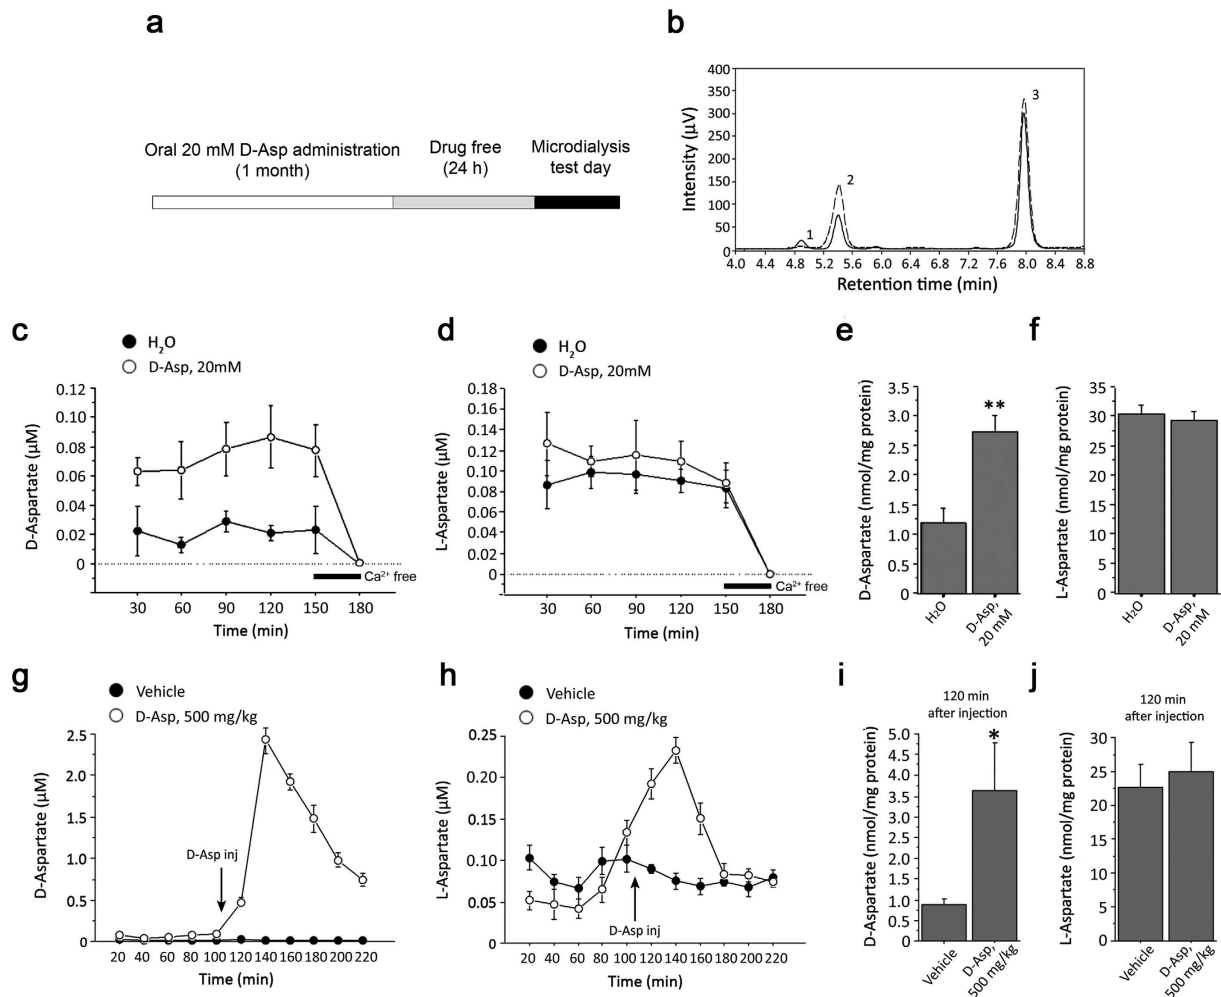 a
Oral 20 mM D-Asp administration
(1 month)
Drug free
(24 h)
Microdialysis
test day
b
Intensity (µV)
400
350
300
250
200
150
100
50
0
1
2
3
4.0 4.4 4.8 5.2 5.6 6.0 6.4 6.8 7.2 7.6 8.0 8.4 8.8
Retention time (min)
c
H₂O
D-Asp, 20mM
D-Aspartate (µM)
0.12
0.10
0.08
0.06
0.04
0.02
0
Ca²⁺ free
30 60 90 120 150 180
Time (min)
d
H₂O
D-Asp, 20mM
L-Aspartate (µM)
0.18
0.16
0.14
0.12
0.10
0.08
0.06
0.04
0.02
0
Ca²⁺ free
30 60 90 120 150 180
Time (min)
e
D-Aspartate (nmol/mg protein)
3.5
3.0
2.5
2.0
1.5
1.0
0.5
0
**
H₂O
D-Asp,
20 mM
f
L-Aspartate (nmol/mg protein)
35
30
25
20
15
10
5
0
H₂O
D-Asp,
20 mM
g
Vehicle
D-Asp, 500 mg/kg
D-Aspartate (µM)
2.5
2.0
1.5
1.0
0.5
0
D-Asp inj
20 40 60 80 100 120 140 160 180 200 220
Time (min)
h
Vehicle
D-Asp, 500 mg/kg
L-Aspartate (µM)
0.25
0.20
0.15
0.10
0.05
0
D-Asp inj
20 40 60 80 100 120 140 160 180 200 220
Time (min)
i
120 min
after injection
D-Aspartate (nmol/mg protein)
5.0
4.5
4.0
3.5
3.0
2.5
2.0
1.5
1.0
0.5
0
*
Vehicle
D-Asp,
500 mg/kg
j
120 min
after injection
L-Aspartate (nmol/mg protein)
30
25
20
15
10
5
0
Vehicle
D-Asp,
500 mg/kg